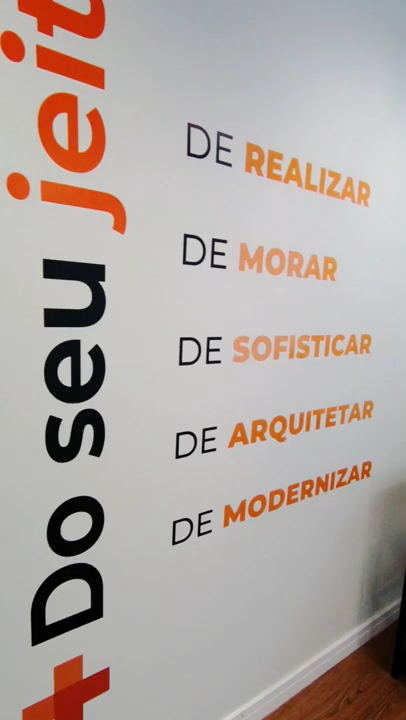 Do seu jeit
DE REALIZAR
DE MORAR
DE SOFISTICAR
DE ARQUITETAR
DE MODERNIZAR